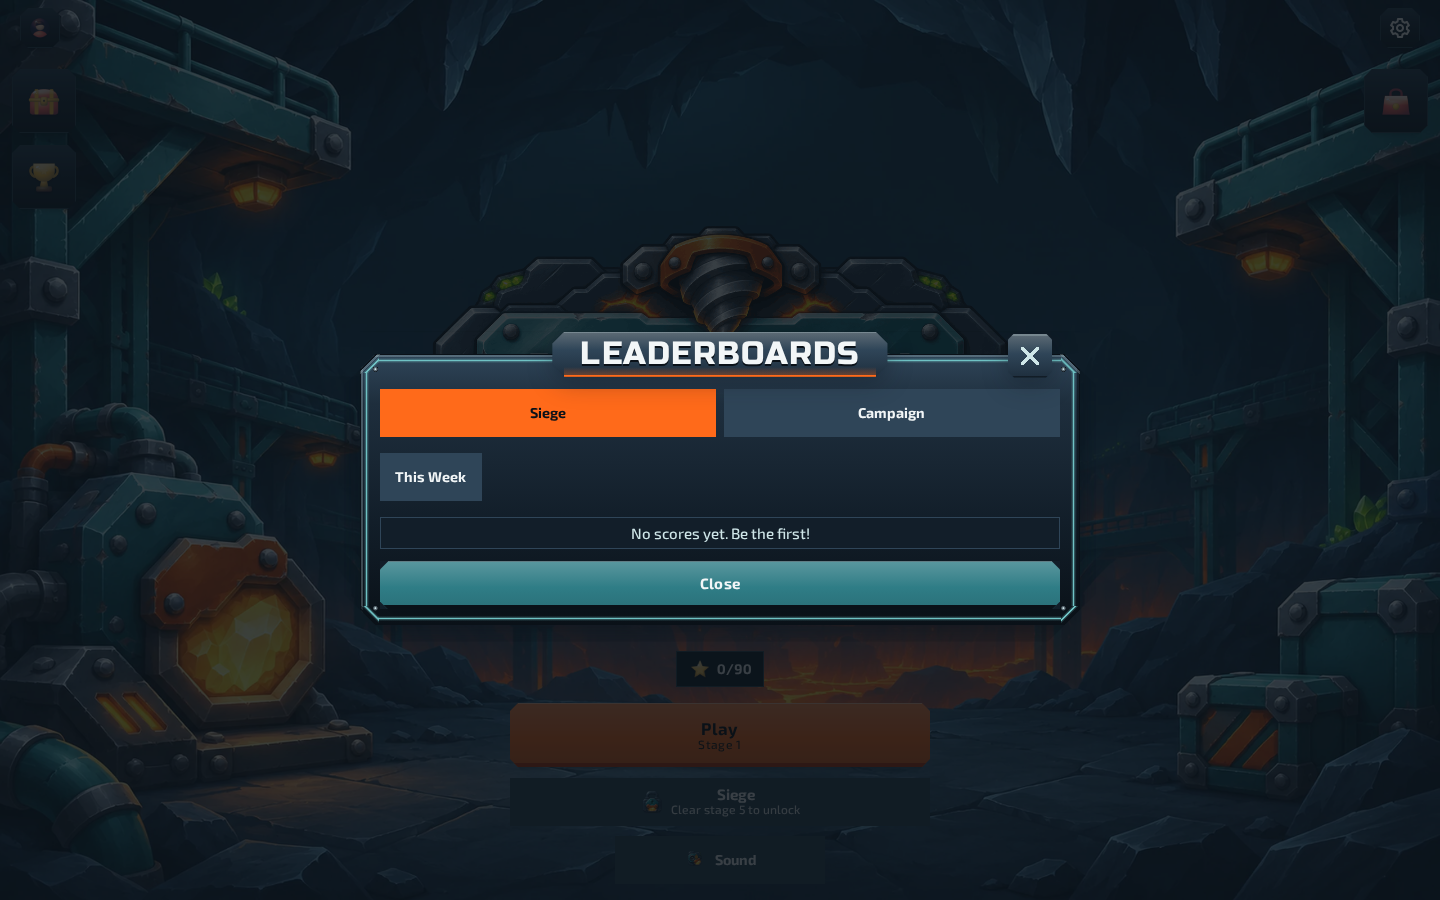 LEADERBOARDS
Siege
Campaign
This Week
No scores yet. Be the first!
Close
0/90
Play
Stage 1
Siege
Clear stage 5 to unlock
Sound